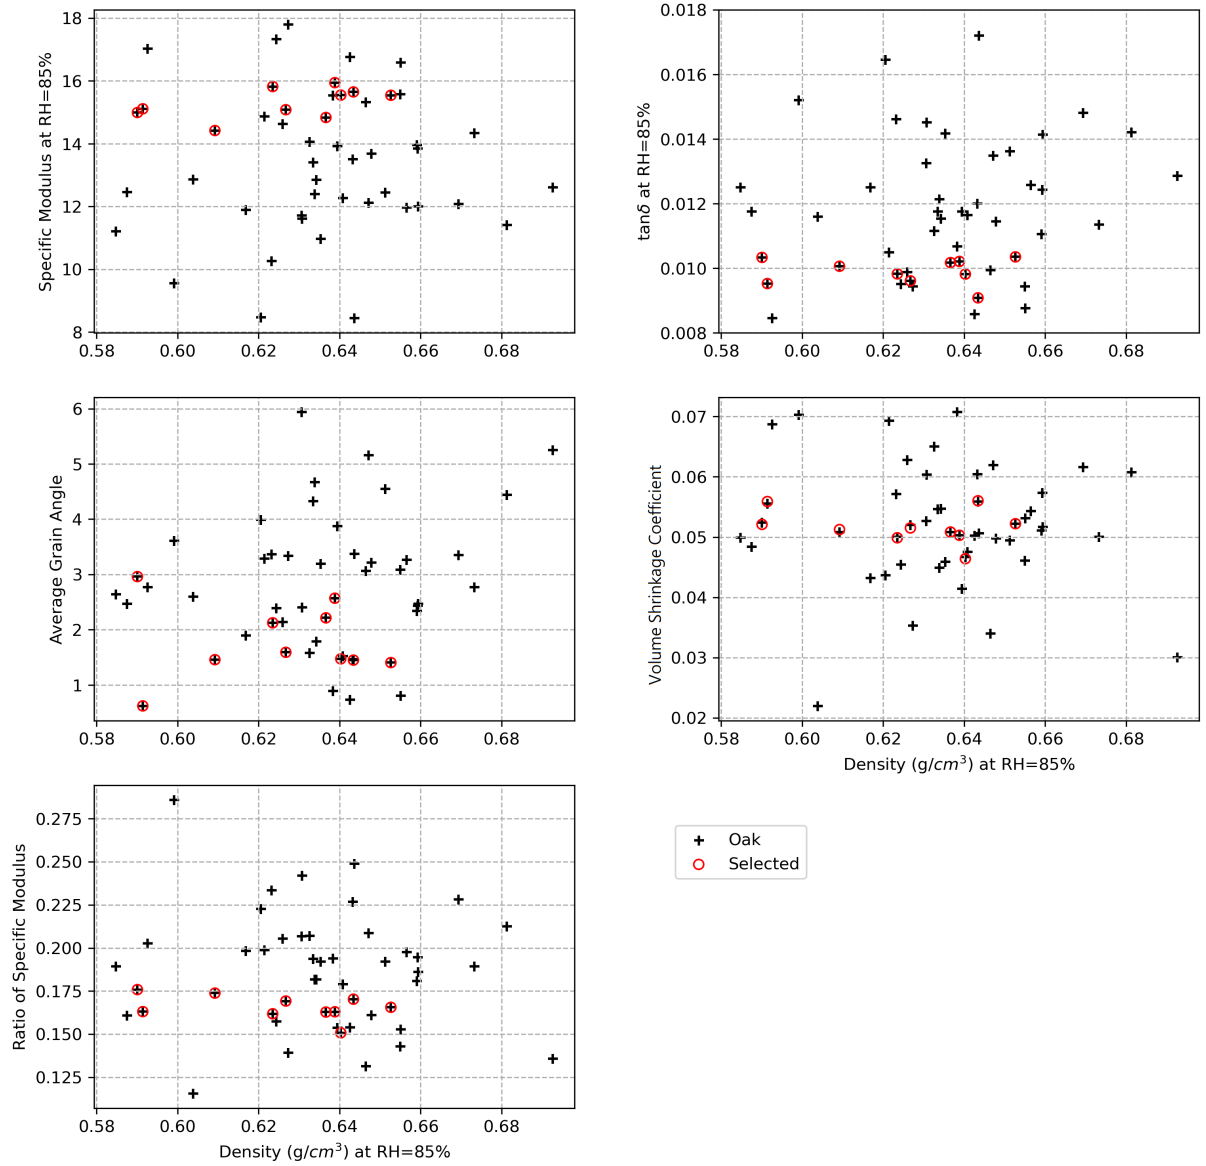 18
16
14
12
10
8
Specific Modulus at RH=85%
0.58 0.60 0.62 0.64 0.66 0.68
0.018
0.016
0.014
0.012
0.010
0.008
tanδ at RH=85%
0.58 0.60 0.62 0.64 0.66 0.68
6
5
4
3
2
1
Average Grain Angle
0.58 0.60 0.62 0.64 0.66 0.68
0.07
0.06
0.05
0.04
0.03
0.02
Volume Shrinkage Coefficient
0.58 0.60 0.62 0.64 0.66 0.68
Density (g/cm³) at RH=85%
0.275
0.250
0.225
0.200
0.175
0.150
0.125
Ratio of Specific Modulus
0.58 0.60 0.62 0.64 0.66 0.68
Density (g/cm³) at RH=85%
Oak
Selected